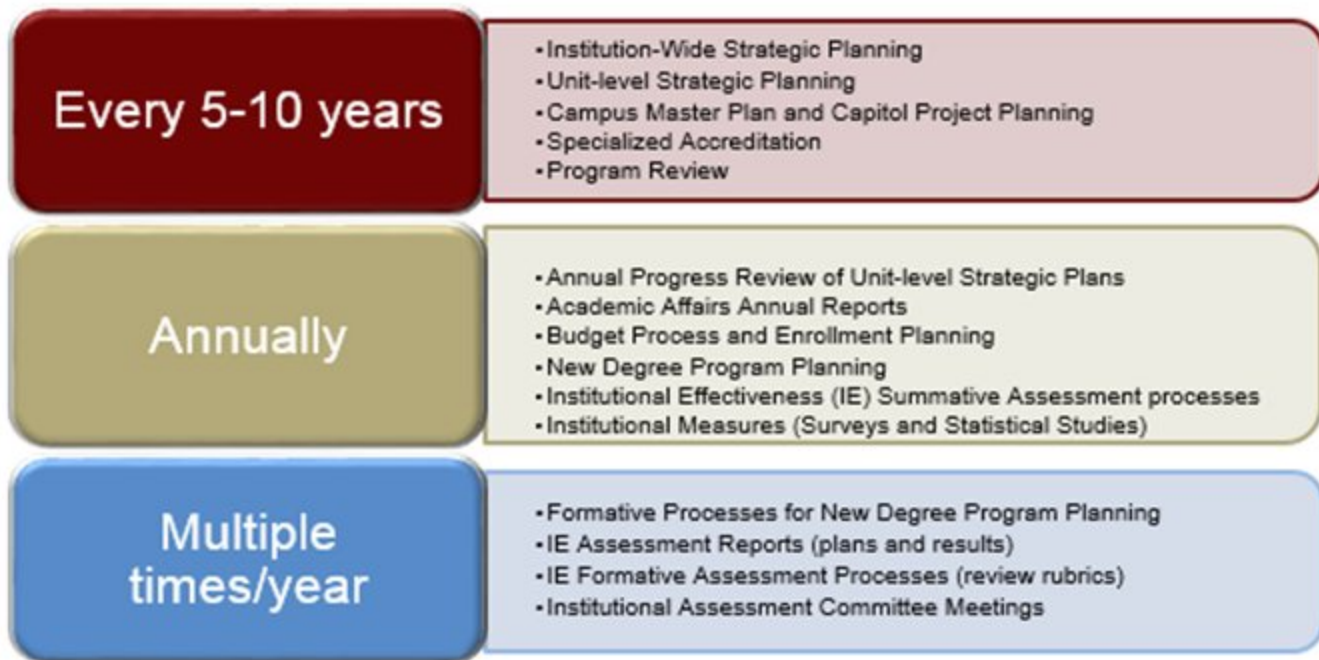 Every 5-10 years
▪Institution-Wide Strategic Planning
▪Unit-level Strategic Planning
▪Campus Master Plan and Capitol Project Planning
▪Specialized Accreditation
▪Program Review
Annually
▪Annual Progress Review of Unit-level Strategic Plans
▪Academic Affairs Annual Reports
▪Budget Process and Enrollment Planning
▪New Degree Program Planning
▪Institutional Effectiveness (IE) Summative Assessment processes
▪Institutional Measures (Surveys and Statistical Studies)
Multiple
times/year
▪Formative Processes for New Degree Program Planning
▪IE Assessment Reports (plans and results)
▪IE Formative Assessment Processes (review rubrics)
▪Institutional Assessment Committee Meetings